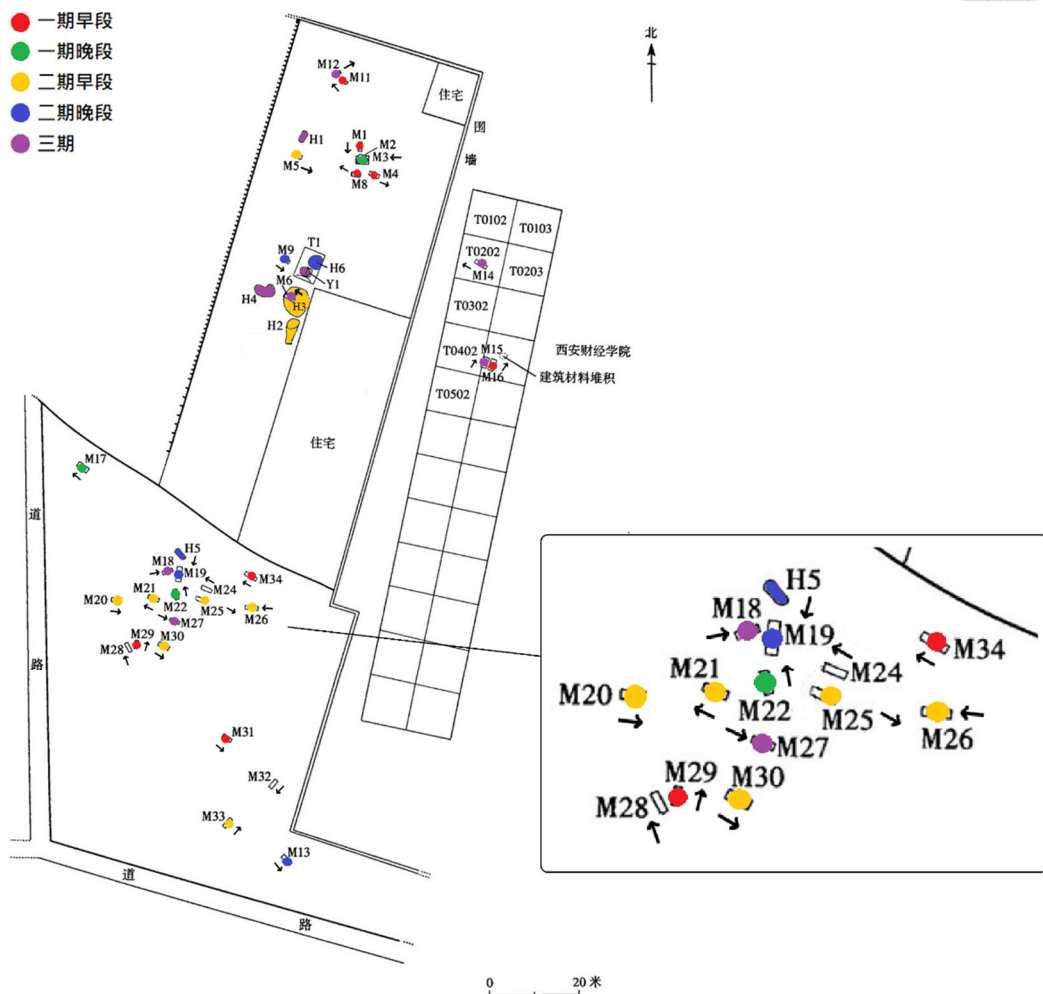 一期早段
一期晚段
二期早段
二期晚段
三期
北
M12
M11
住宅
围
墙
H1
M1
M2
M3
M5
M8
M4
T0102
T0103
T0202
T0203
M14
T0302
T0402
M15
M16
T0502
西安财经学院
建筑材料堆积
M9
T1
H6
M6
Y1
H4
H3
H2
住宅
M17
道
路
H5
M18
M19
M24
M34
M20
M21
M22
M25
M26
M27
M28
M29
M30
M31
M32
M33
M13
道
路
H5
M18
M19
M24
M34
M20
M21
M22
M25
M26
M27
M29
M30
M28
0 20 米